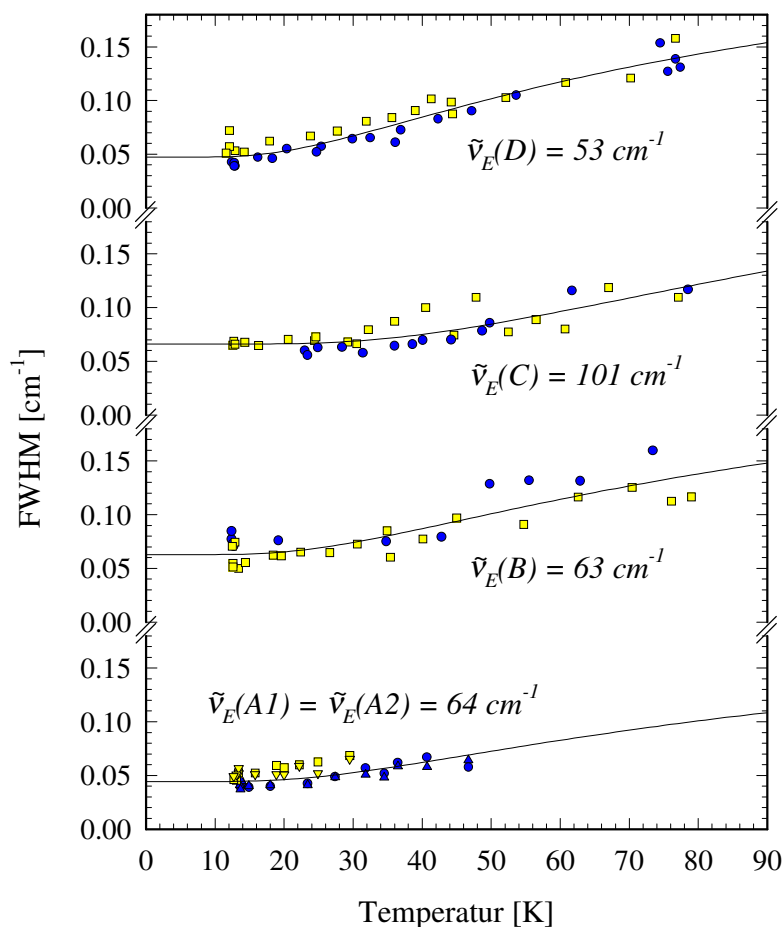 0.15
0.10
0.05
0.00
ṽE(D) = 53 cm-1
0.15
0.10
0.05
0.00
ṽE(C) = 101 cm-1
0.15
0.10
0.05
0.00
ṽE(B) = 63 cm-1
0.15
0.10
0.05
0.00
ṽE(A1) = ṽE(A2) = 64 cm-1
FWHM [cm-1]
0 10 20 30 40 50 60 70 80 90
Temperatur [K]